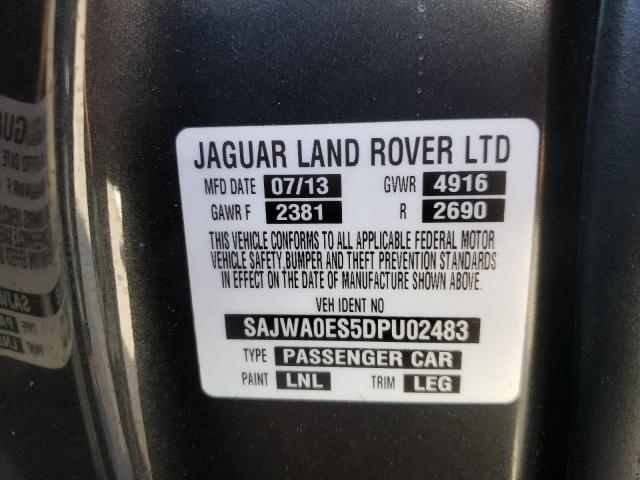 JAGUAR LAND ROVER LTD
MFD DATE 07/13 GVWR 4916
GAWR F 2381 R 2690
THIS VEHICLE CONFORMS TO ALL APPLICABLE FEDERAL MOTOR
VEHICLE SAFETY, BUMPER AND THEFT PREVENTION STANDARDS
IN EFFECT ON THE DATE OF MANUFACTURE SHOWN ABOVE.
VEH IDENT NO
SAJWA0ES5DPU02483
TYPE PASSENGER CAR
PAINT LNL TRIM LEG